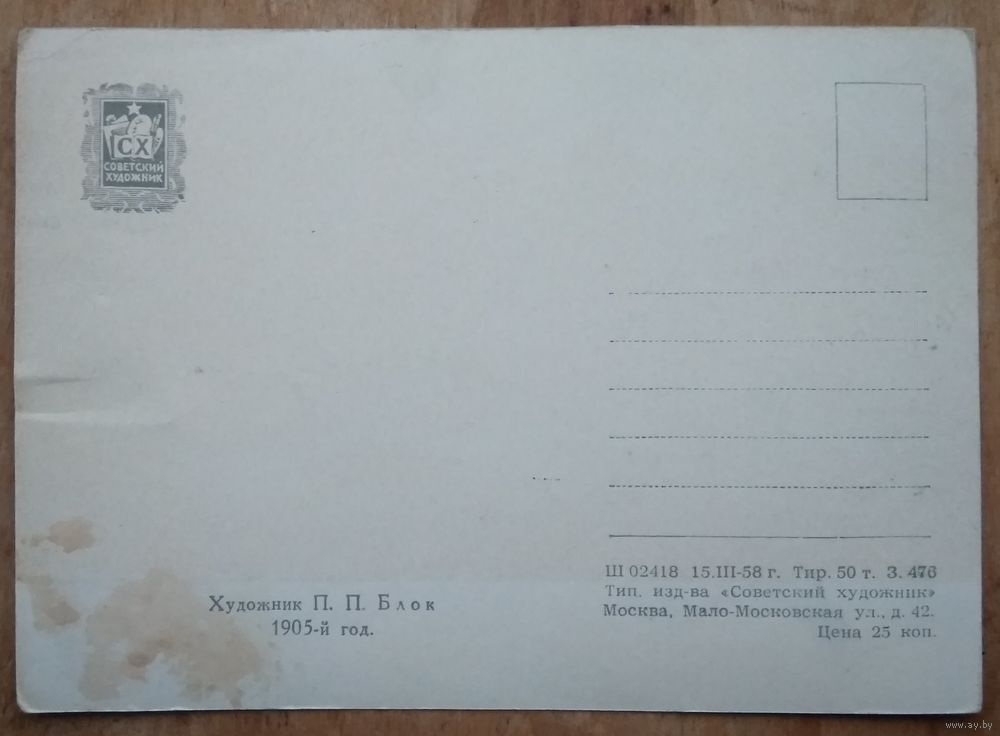 СХ
СОВЕТСКИЙ
ХУДОЖНИК
Художник П. П. Блок
1905-й год.
Ш 02418 15.III-58 г. Тир. 50 т. З. 476
Тип. изд-ва «Советский художник»
Москва, Мало-Московская ул., д. 42.
Цена 25 коп.
www.ay.by